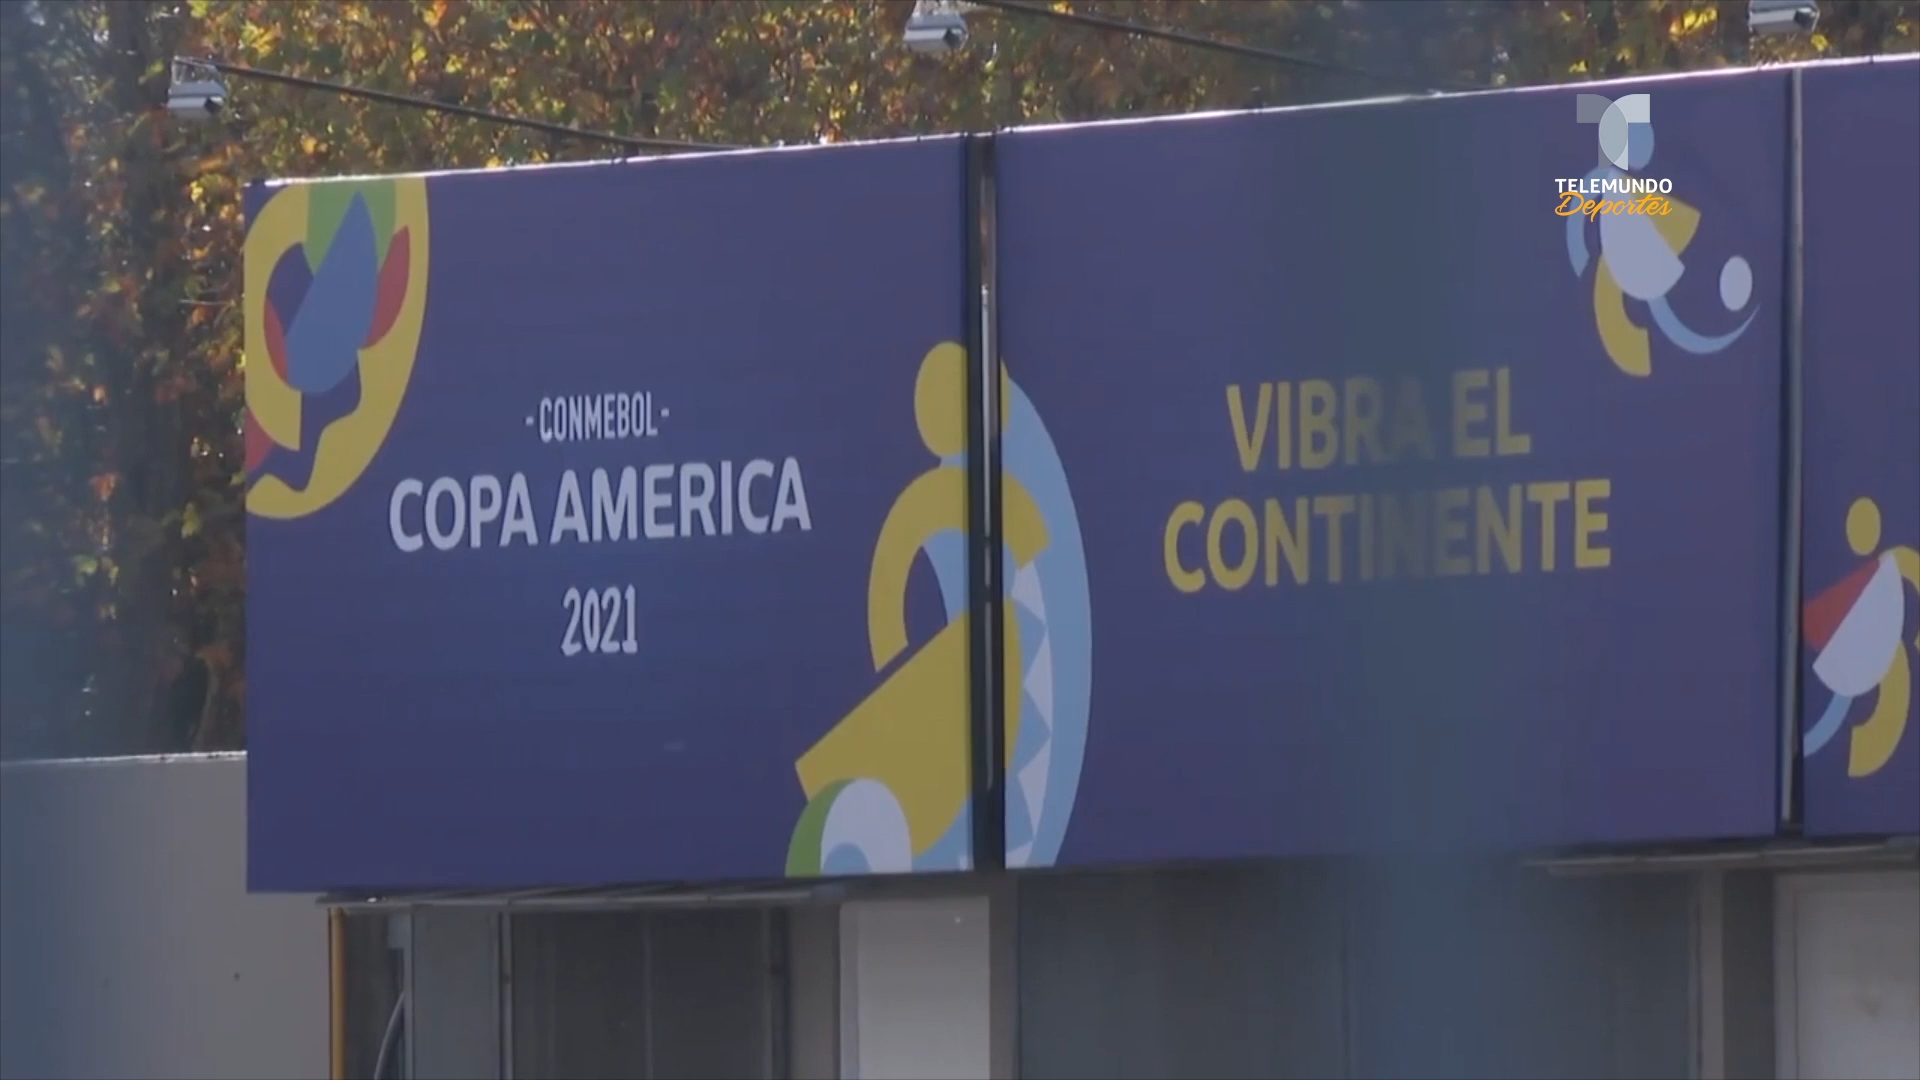 - CONMEBOL -
COPA AMERICA
2021
VIBRA EL
CONTINENTE
TELEMUNDO
Deportes